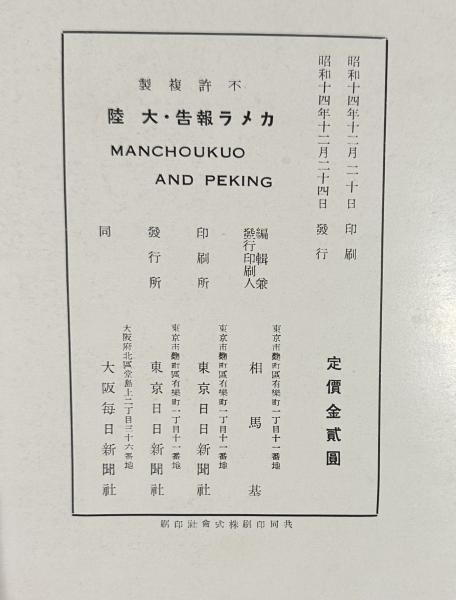 昭和十四年十二月二十日 印刷
昭和十四年十二月二十四日 發行
定價金貳圓
不許複製
カメラ報告・大陸
MANCHOUKUO
AND PEKING
編輯兼
發行印刷人
東京市麴町區有樂町一丁目十一番地
相馬基
印刷所
東京市麴町區有樂町一丁目十一番地
東京日日新聞社
發行所
東京市麴町區有樂町一丁目十一番地
東京日日新聞社
同
大阪府北區堂島上二丁目三十六番地
大阪每日新聞社
共同印刷株式會社印刷